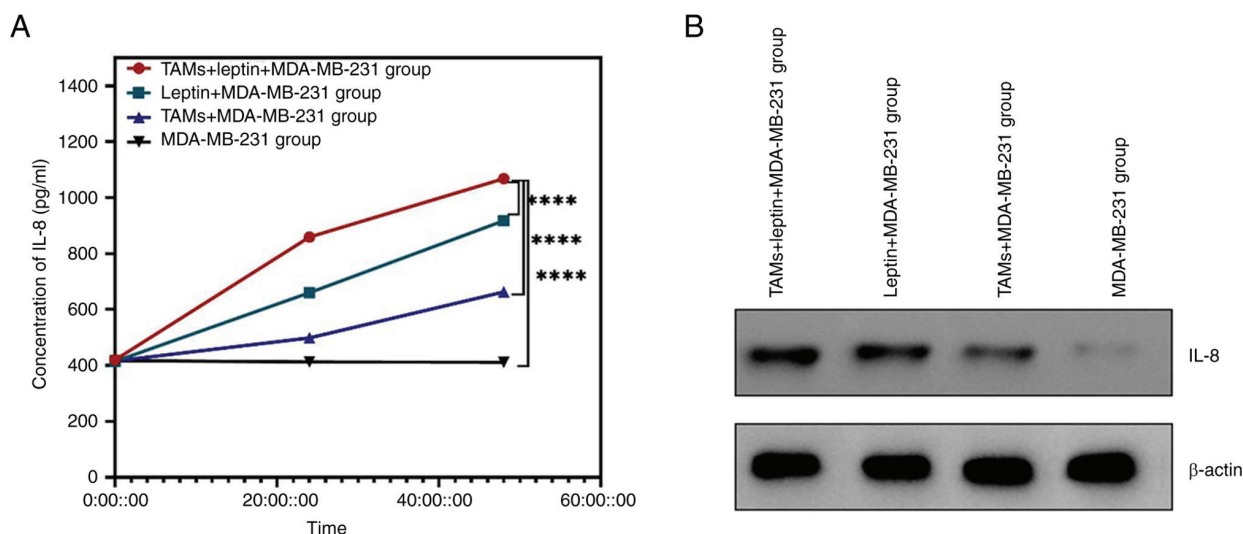 A
TAMs+leptin+MDA-MB-231 group
Leptin+MDA-MB-231 group
TAMs+MDA-MB-231 group
MDA-MB-231 group
Concentration of IL-8 (pg/ml)
1400
1200
1000
800
600
400
200
0
****
****
****
0:00::00
20:00::00
40:00::00
60:00::00
Time
B
TAMs+leptin+MDA-MB-231 group
Leptin+MDA-MB-231 group
TAMs+MDA-MB-231 group
MDA-MB-231 group
IL-8
β-actin